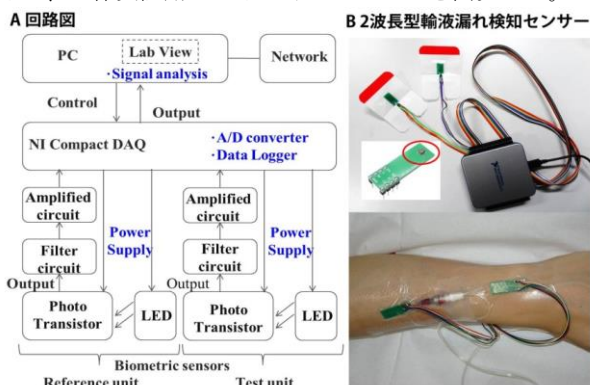 A 回路図
B 2波長型輸液漏れ検知センサー
PC
Lab View
・Signal analysis
Network
Control
Output
NI Compact DAQ
・A/D converter
・Data Logger
Amplified circuit
Power Supply
Filter circuit
Output
Photo Transistor
LED
Amplified circuit
Power Supply
Filter circuit
Output
Photo Transistor
LED
Biometric sensors
Reference unit
Test unit